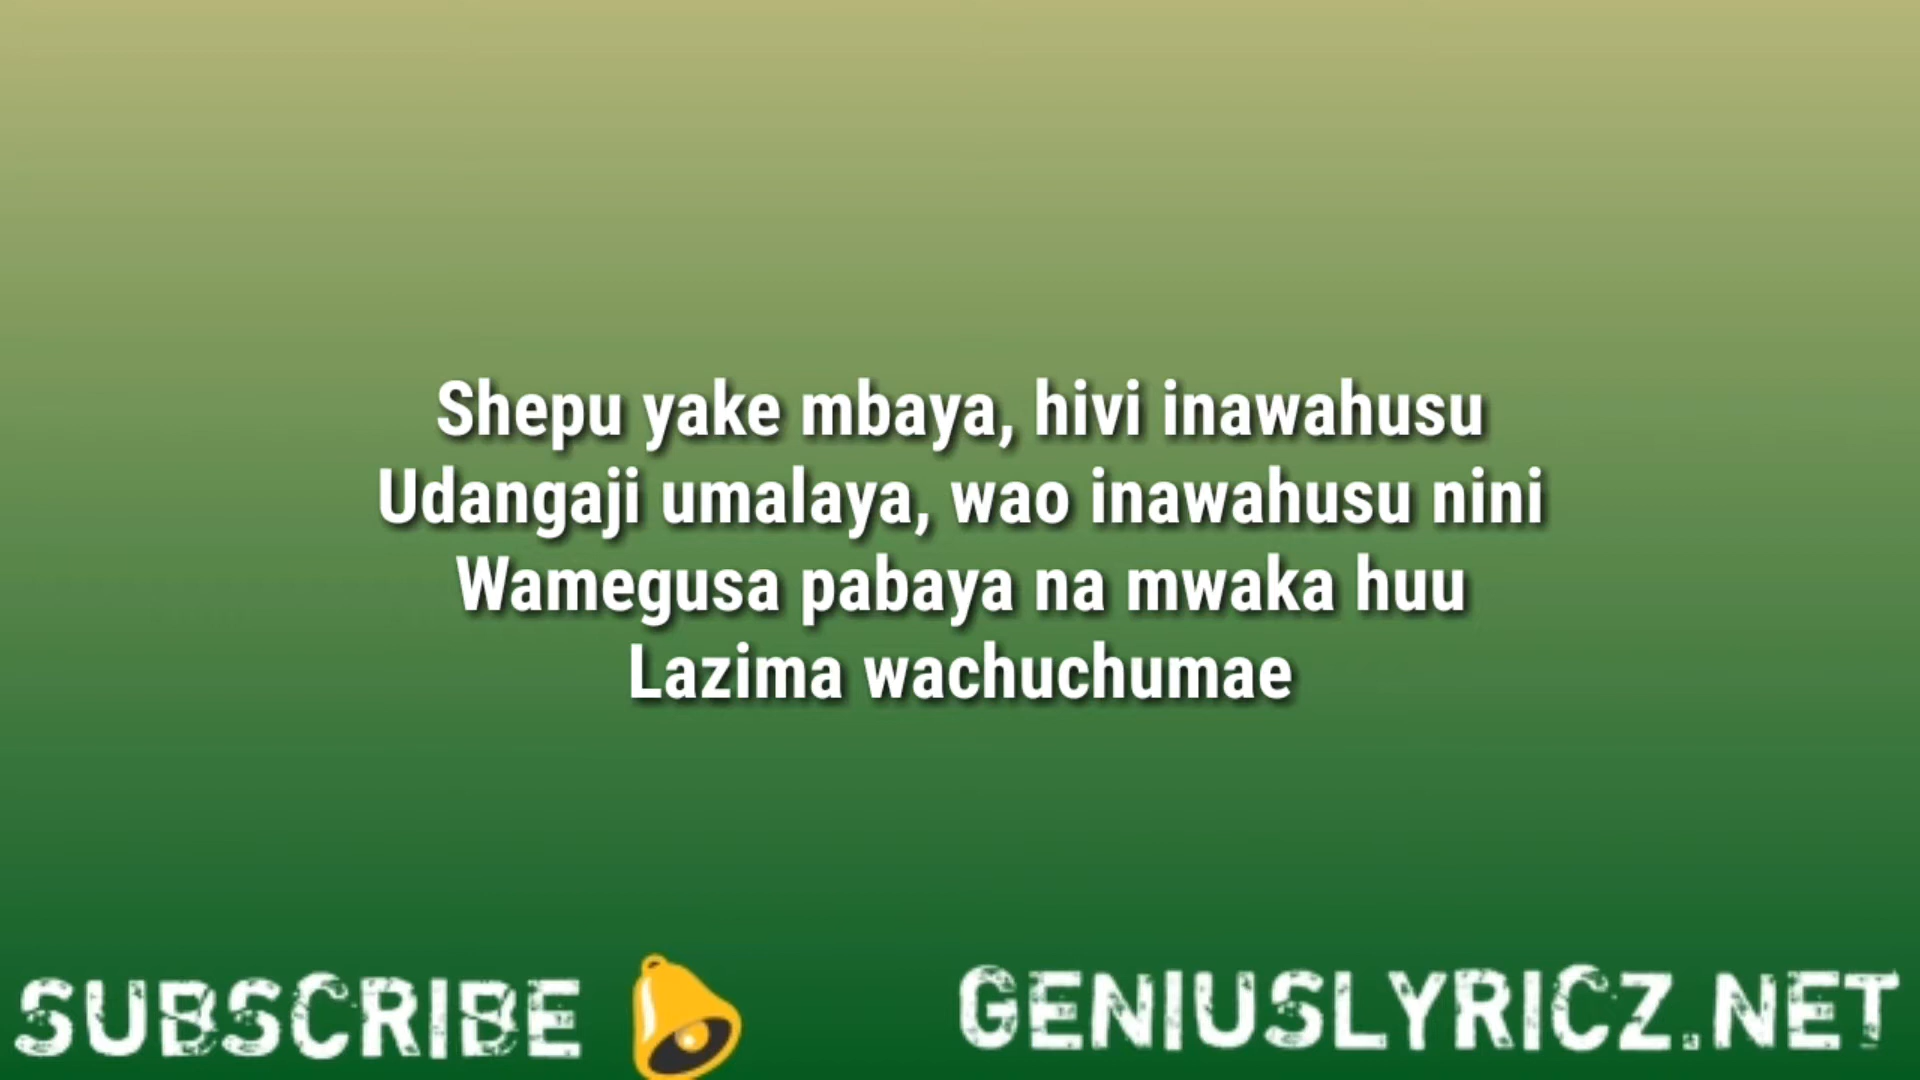 Shepu yake mbaya, hivi inawahusu
Udangaji umalaya, wao inawahusu nini
Wamegusa pabaya na mwaka huu
Lazima wachuchumae
SUBSCRIBE
GENIUSLYRICZ.NET